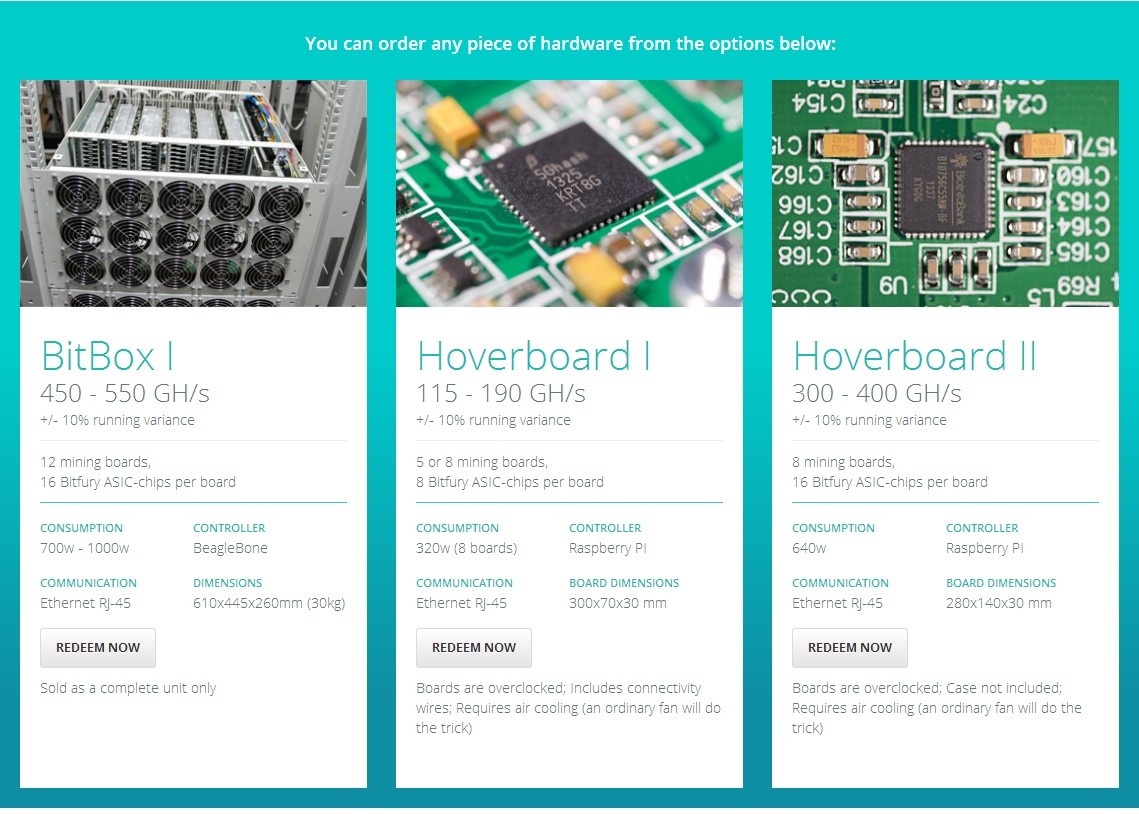 You can order any piece of hardware from the options below:
SGhash
1325
KRT8G
TT
C154
C24
C162
C166
C167
C168
C160
C163
C164
C165
157
1337
U9
R69
L5
BitBox I
450 - 550 GH/s
+/- 10% running variance
12 mining boards,
16 Bitfury ASIC-chips per board
CONSUMPTION
700w - 1000w
CONTROLLER
BeagleBone
COMMUNICATION
Ethernet RJ-45
DIMENSIONS
610x445x260mm (30kg)
REDEEM NOW
Sold as a complete unit only
Hoverboard I
115 - 190 GH/s
+/- 10% running variance
5 or 8 mining boards,
8 Bitfury ASIC-chips per board
CONSUMPTION
320w (8 boards)
CONTROLLER
Raspberry PI
COMMUNICATION
Ethernet RJ-45
BOARD DIMENSIONS
300x70x30 mm
REDEEM NOW
Boards are overclocked; Includes connectivity
wires; Requires air cooling (an ordinary fan will do
the trick)
Hoverboard II
300 - 400 GH/s
+/- 10% running variance
8 mining boards,
16 Bitfury ASIC-chips per board
CONSUMPTION
640w
CONTROLLER
Raspberry PI
COMMUNICATION
Ethernet RJ-45
BOARD DIMENSIONS
280x140x30 mm
REDEEM NOW
Boards are overclocked; Case not included;
Requires air cooling (an ordinary fan will do the
trick)